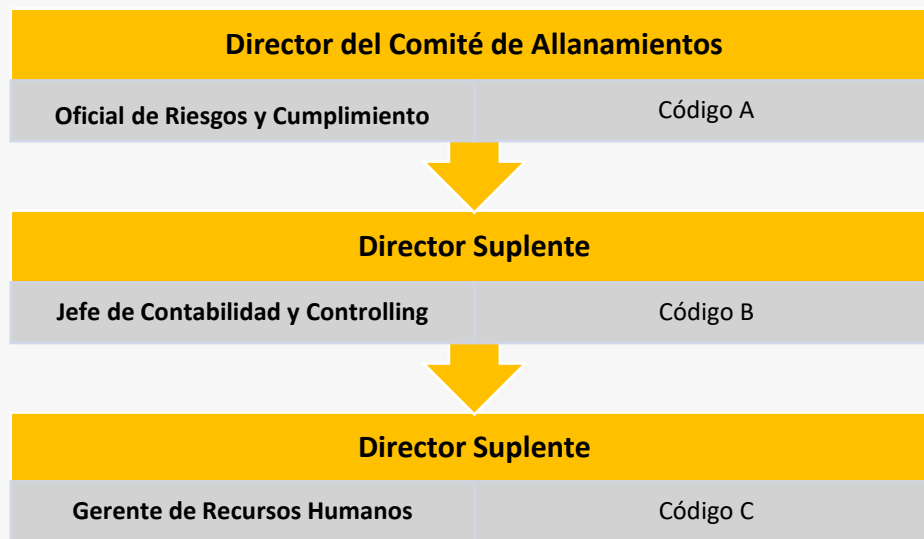 Director del Comité de Allanamientos
Oficial de Riesgos y Cumplimiento
Código A
Director Suplente
Jefe de Contabilidad y Controlling
Código B
Director Suplente
Gerente de Recursos Humanos
Código C